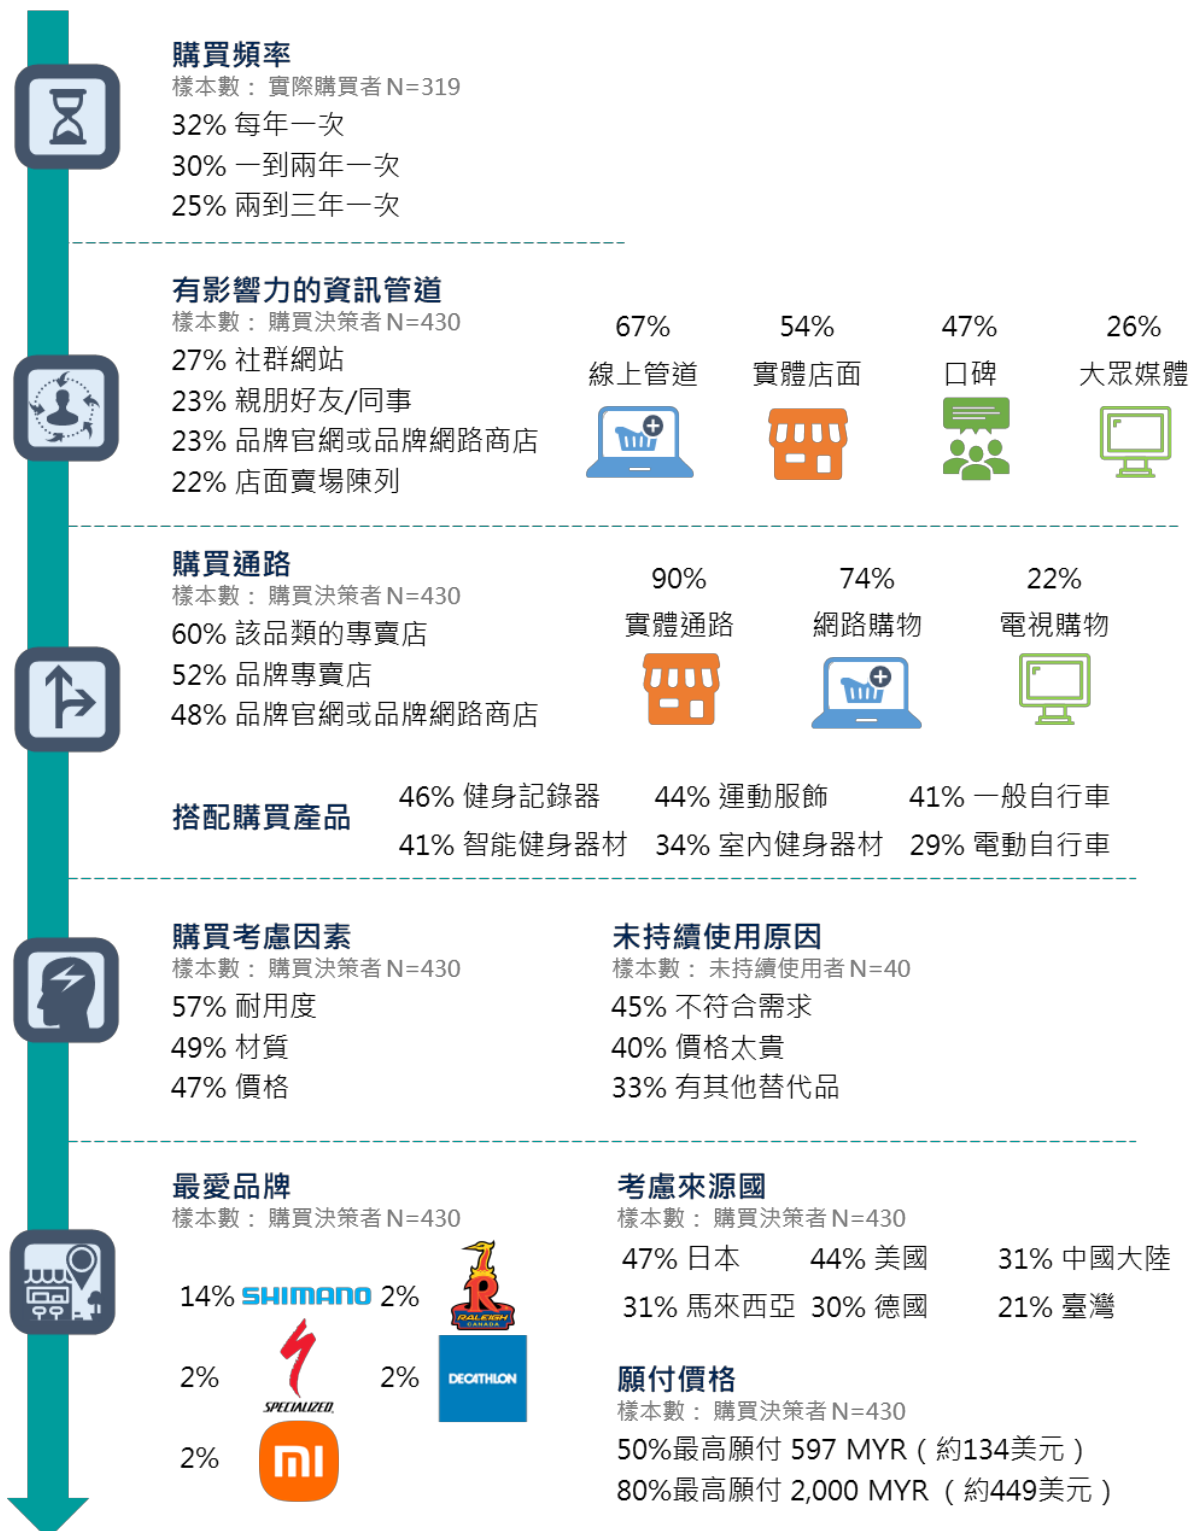 購買頻率
樣本數： 實際購買者 N=319
32% 每年一次
30% 一到兩年一次
25% 兩到三年一次
有影響力的資訊管道
樣本數： 購買決策者 N=430
27% 社群網站
23% 親朋好友/同事
23% 品牌官網或品牌網路商店
22% 店面賣場陳列
67% 54% 47% 26%
線上管道 實體店面 口碑 大眾媒體
購買通路
樣本數： 購買決策者 N=430
60% 該品類的專賣店
52% 品牌專賣店
48% 品牌官網或品牌網路商店
90% 74% 22%
實體通路 網路購物 電視購物
搭配購買產品
46% 健身記錄器 44% 運動服飾 41% 一般自行車
41% 智能健身器材 34% 室內健身器材 29% 電動自行車
購買考慮因素
樣本數： 購買決策者 N=430
57% 耐用度
49% 材質
47% 價格
未持續使用原因
樣本數： 未持續使用者 N=40
45% 不符合需求
40% 價格太貴
33% 有其他替代品
最愛品牌
樣本數： 購買決策者 N=430
14% SHIMANO 2% R RALEIGH CANADA
2% SPECIALIZED 2% DECATHLON
2% mi
考慮來源國
樣本數： 購買決策者 N=430
47% 日本 44% 美國 31% 中國大陸
31% 馬來西亞 30% 德國 21% 臺灣
願付價格
樣本數： 購買決策者 N=430
50%最高願付 597 MYR（約134美元）
80%最高願付 2,000 MYR （約449美元）